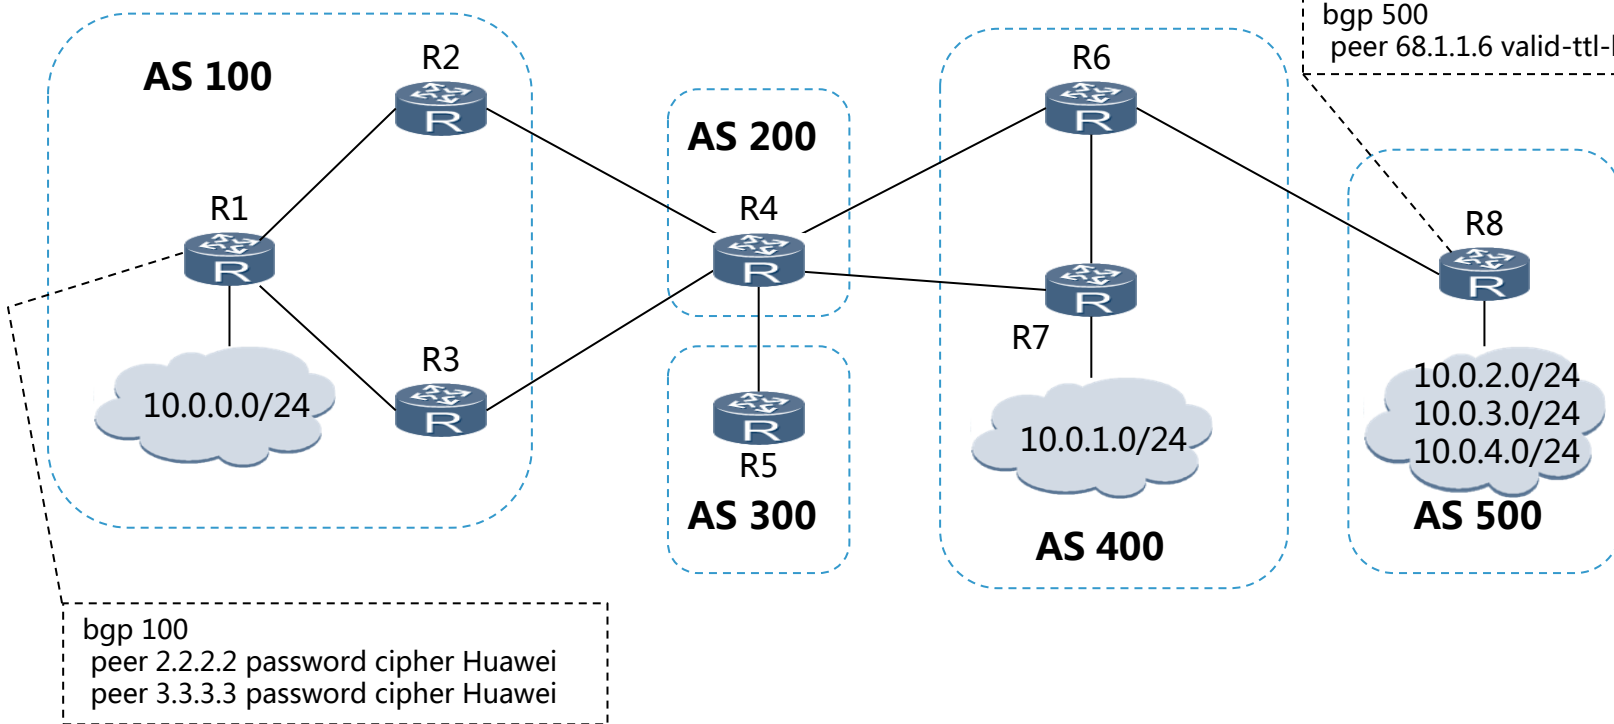 bgp 500
peer 68.1.1.6
AS 100
R2
R6
AS 200
R1
R4
R8
R
R
R
R
R
R
R7
R3
10.0.0.0/24
R
R
R5
10.0.1.0/24
10.0.2.0/24
10.0.3.0/24
10.0.4.0/24
AS 300
AS 400
AS 500
bgp 100
peer 2.2.2.2 password cipher Huawei
peer 3.3.3.3 password cipher Huawei